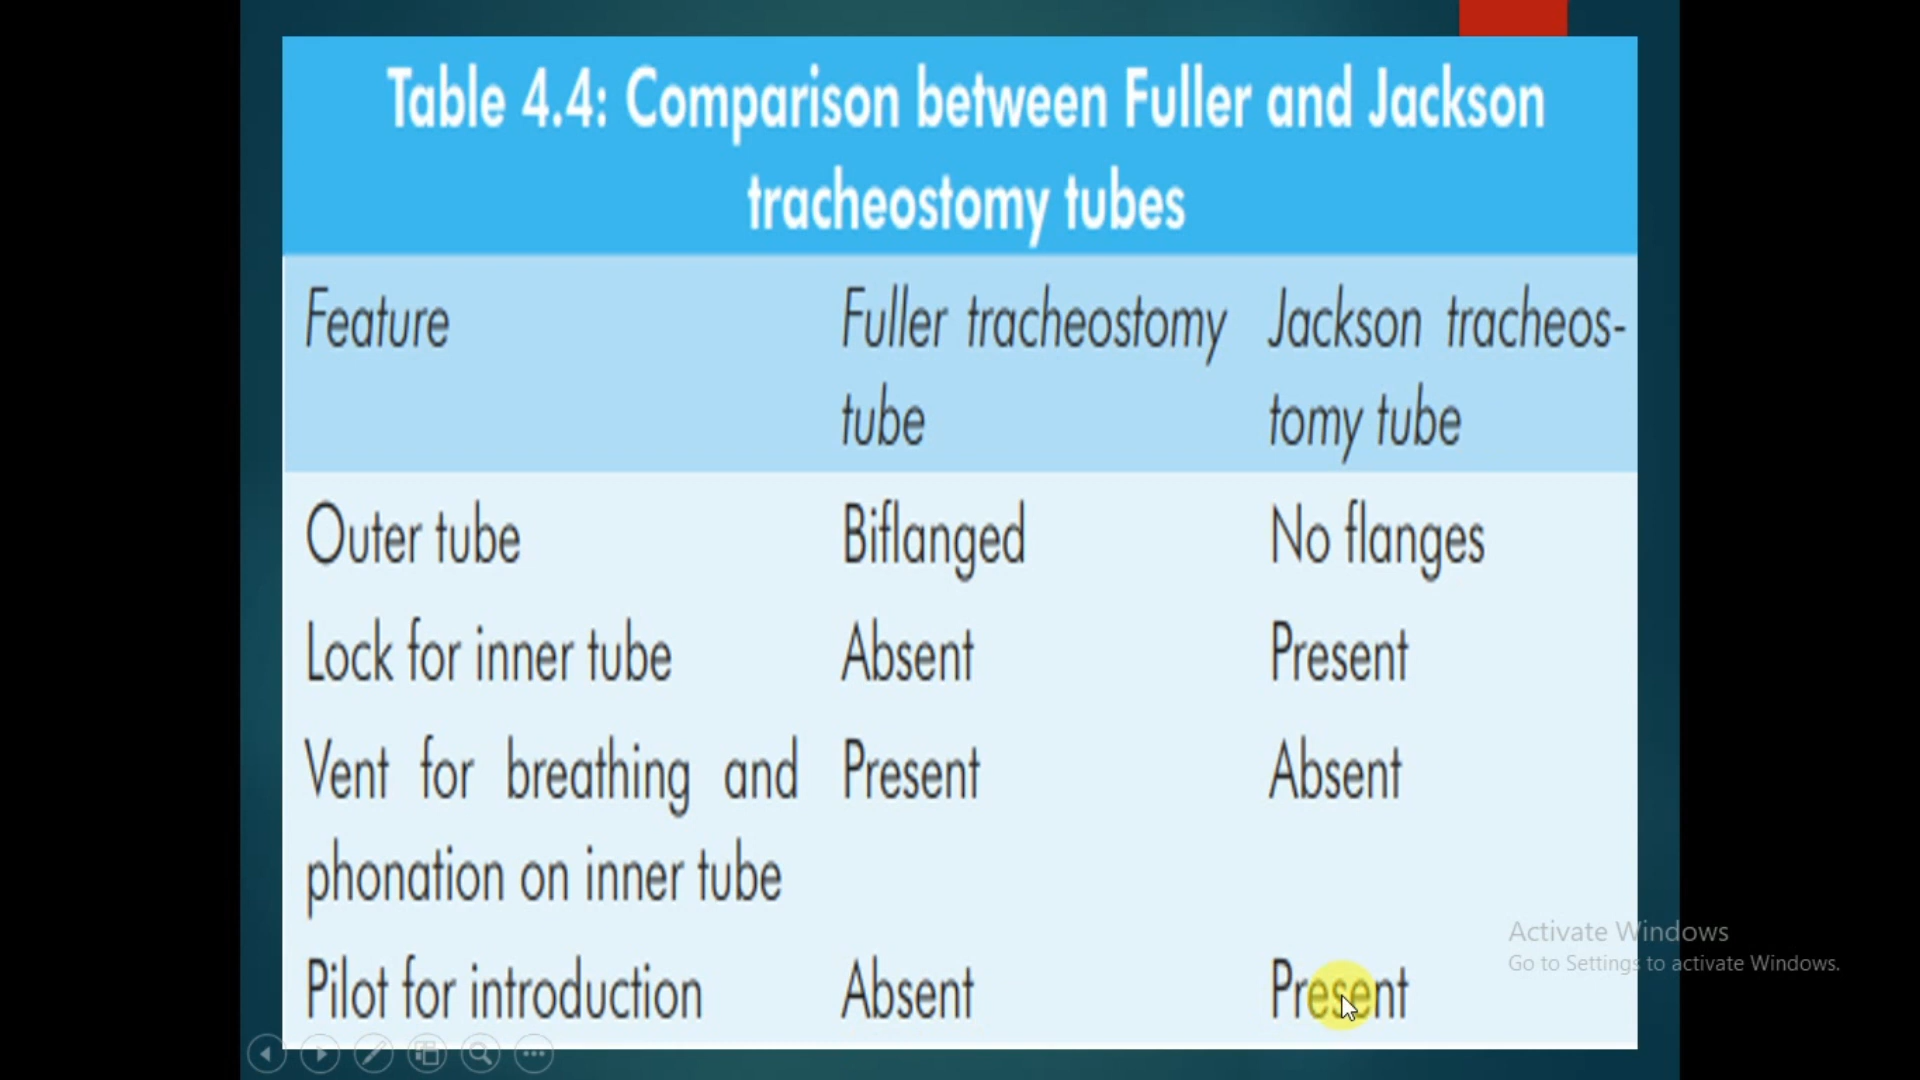 Table 4.4: Comparison between Fuller and Jackson
tracheostomy tubes
Feature Fuller tracheostomy Jackson tracheos-
tube tomy tube
Outer tube Biflanged No flanges
Lock for inner tube Absent Present
Vent for breathing and Present Absent
phonation on inner tube
Pilot for introduction Absent Present
Activate Windows
Go to Settings to activate Windows.